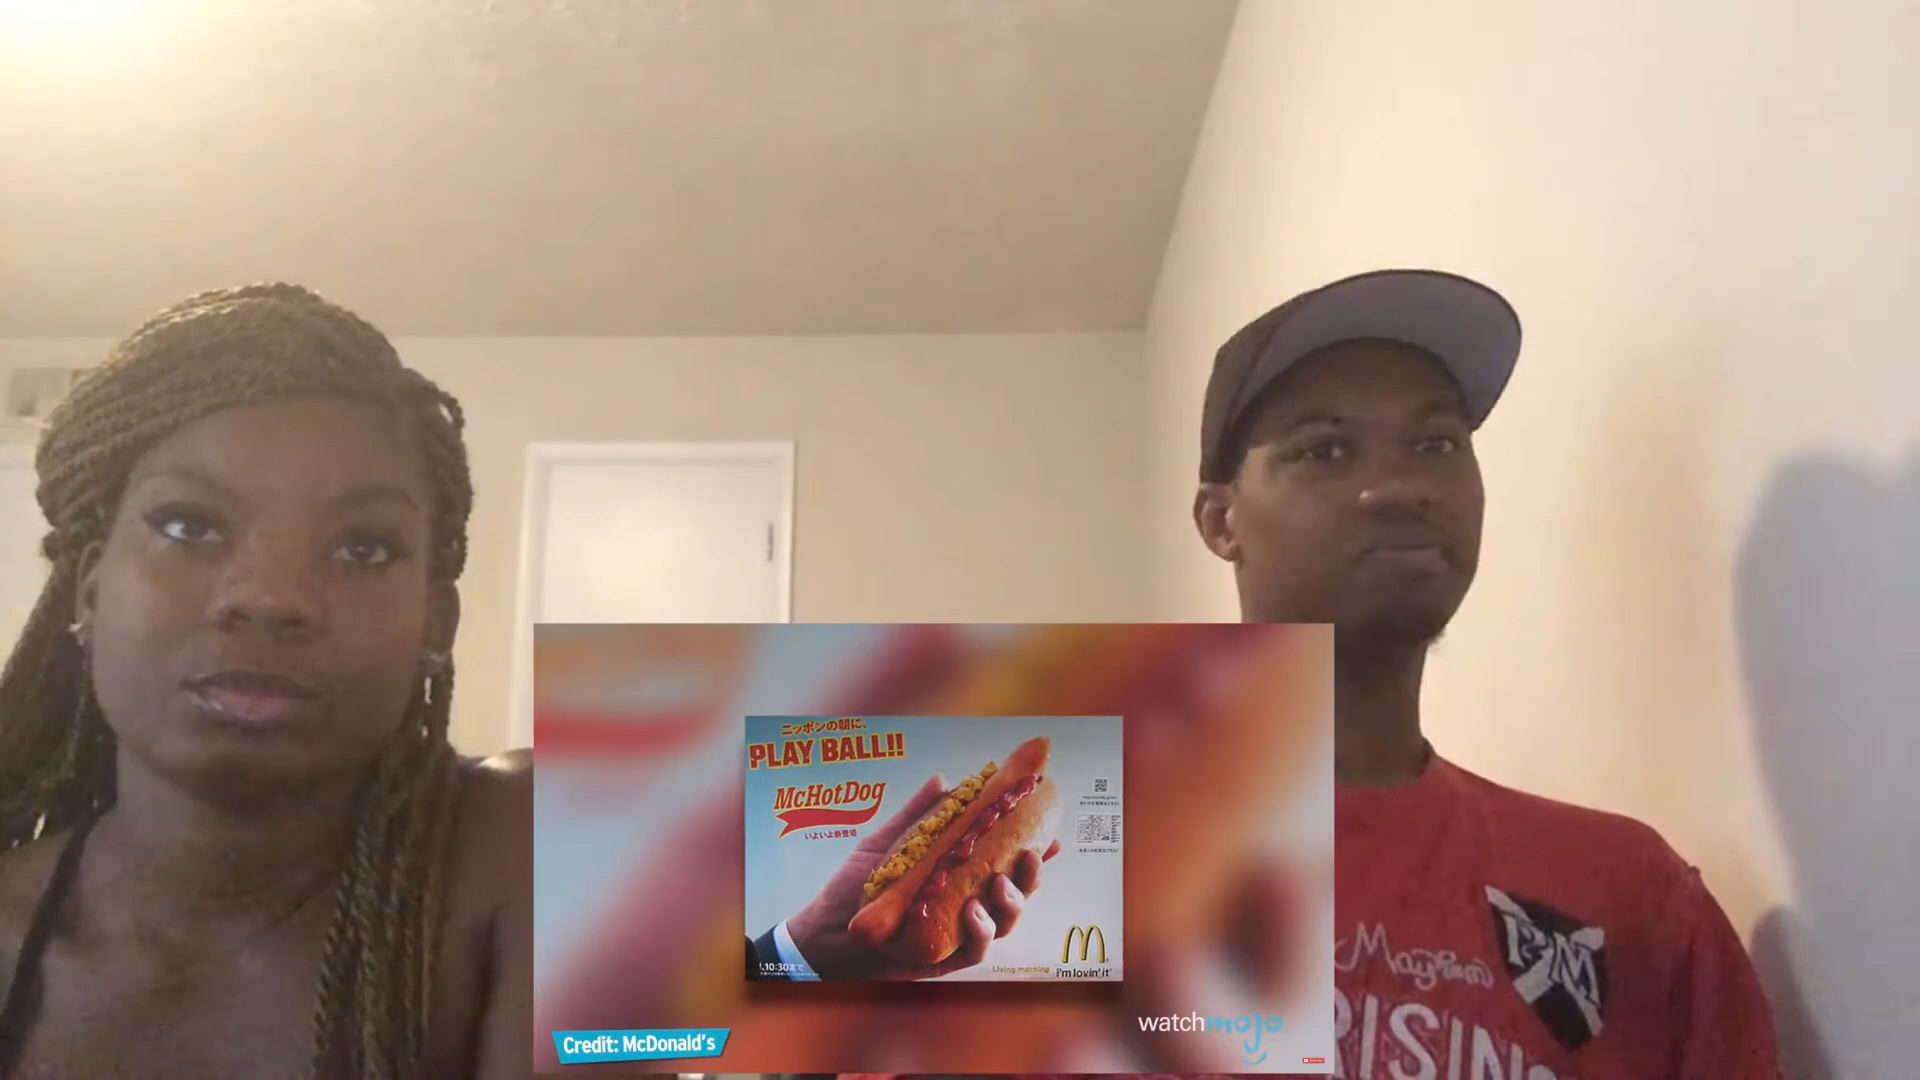 ニッポンの朝に、
PLAY BALL!!
McHotDog
いよいよ新登場
A.10:30まで
Living morning
i'm lovin' it
Credit: McDonald's
watchmojo
Mayhem
RISIN